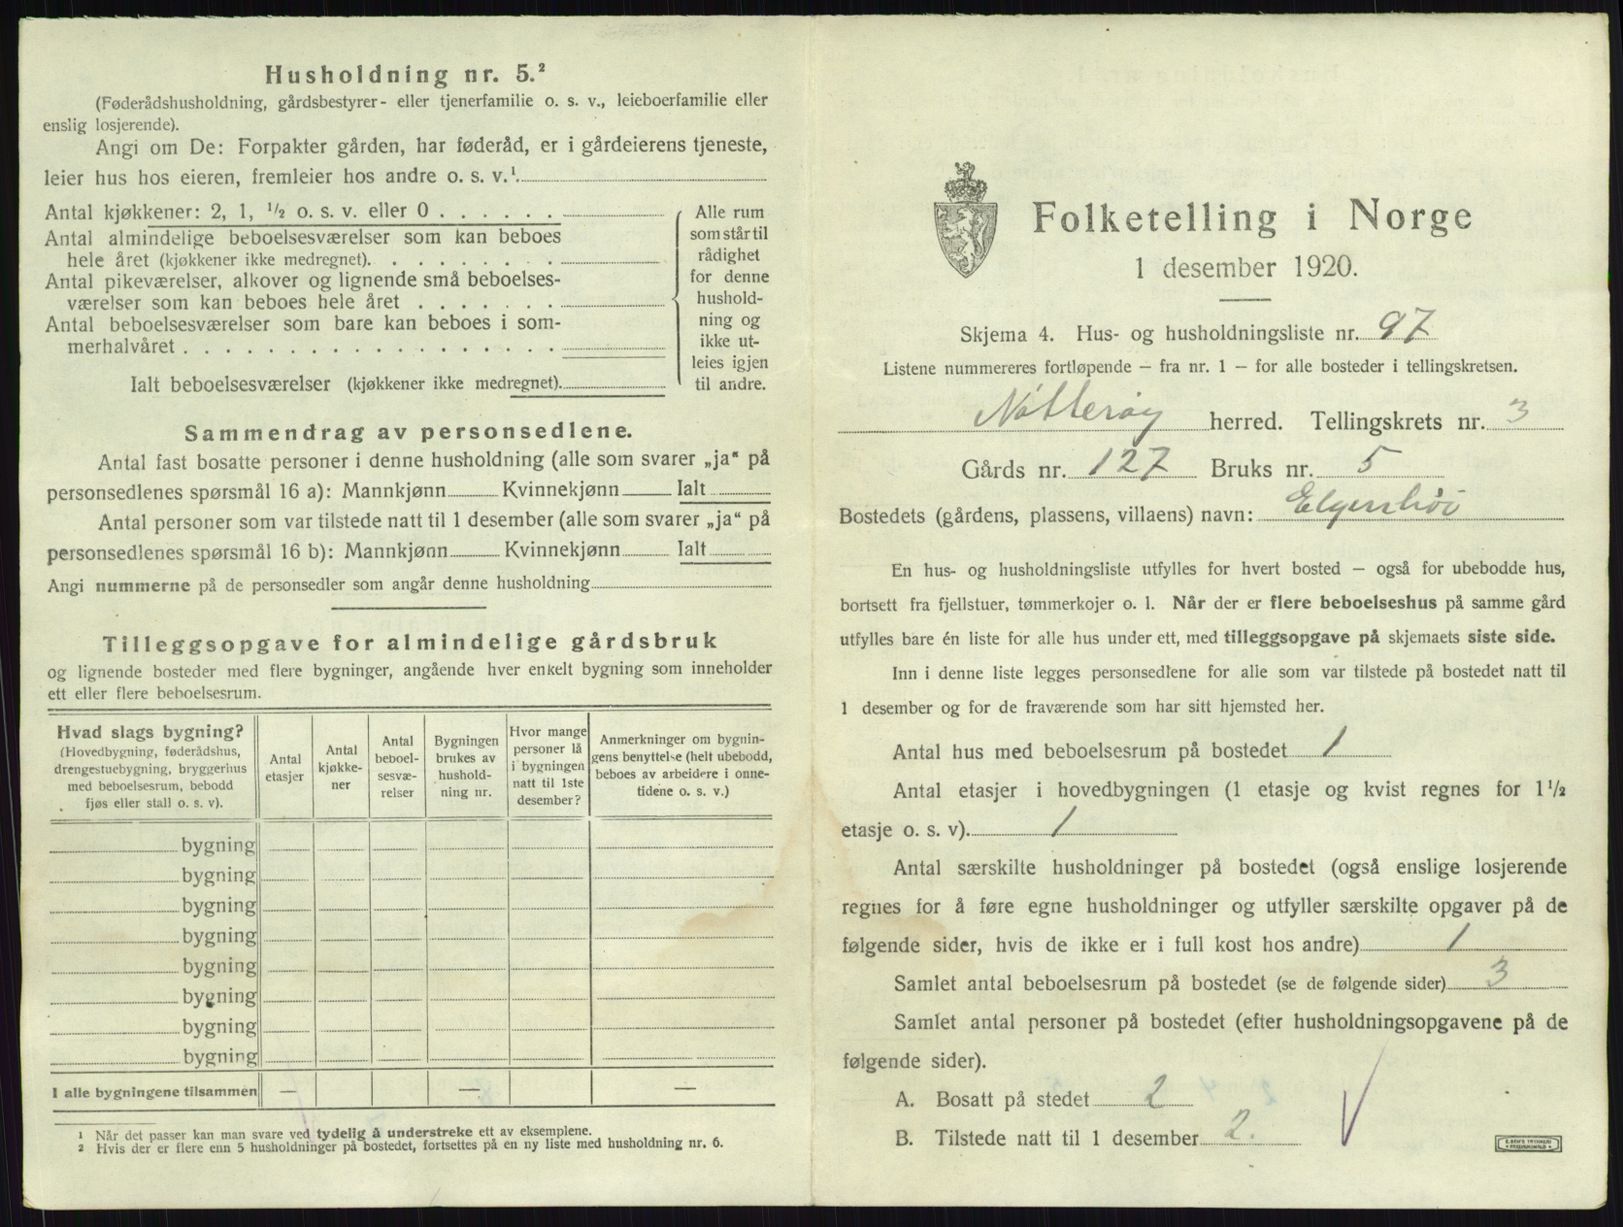 Husholdning nr. 5.²
(Føderådshusholdning, gårdsbestyrer- eller tjenerfamilie o. s. v., leieboerfamilie eller
enslig losjerende).
Angi om De: Forpakter gården, har føderåd, er i gårdeierens tjeneste,
leier hus hos eieren, fremleier hos andre o. s. v.¹
Antal kjøkkener: 2, 1, ½ o. s. v. eller 0 . . . . . .
Antal almindelige beboelsesværelser som kan beboes
hele året (kjøkkener ikke medregnet). . . . . . . .
Antal pikeværelser, alkover og lignende små beboelses-
værelser som kan beboes hele året . . . . . . .
Antal beboelsesværelser som bare kan beboes i som-
merhalvåret . . . . . . . . . . . . . . . . . .
Ialt beboelsesværelser (kjøkkener ikke medregnet).
Alle rum
som står til
rådighet
for denne
hushold-
ning og
ikke ut-
leies igjen
til andre.
Sammendrag av personsedlene.
Antal fast bosatte personer i denne husholdning (alle som svarer „ja“ på
personsedlenes spørsmål 16 a): Mannkjønn Kvinnekjønn Ialt
Antal personer som var tilstede natt til 1 desember (alle som svarer „ja“ på
personsedlenes spørsmål 16 b): Mannkjønn Kvinnekjønn Ialt
Angi nummerne på de personsedler som angår denne husholdning
Tilleggsopgave for almindelige gårdsbruk
og lignende bosteder med flere bygninger, angående hver enkelt bygning som inneholder
ett eller flere beboelsesrum.
Hvad slags bygning?
(Hovedbygning, føderådshus,
drengestuebygning, bryggerhus
med beboelsesrum, bebodd
fjøs eller stall o. s. v).
Antal
etasjer
Antal
kjøkke-
ner
Antal
beboel-
sesvæ-
relser
Bygningen
brukes av
hushold-
ning nr.
Hvor mange
personer lå
i bygningen
natt til 1ste
desember?
Anmerkninger om bygnin-
gens benyttelse (helt ubebodd,
beboes av arbeidere i onne-
tidene o. s. v.)
bygning
bygning
bygning
bygning
bygning
bygning
bygning
bygning
I alle bygningene tilsammen — — —
¹ Når det passer kan man svare ved tydelig å understreke ett av eksemplene.
² Hvis der er flere enn 5 husholdninger på bostedet, fortsettes på en ny liste med husholdning nr. 6.
Folketelling i Norge
1 desember 1920.
Skjema 4. Hus- og husholdningsliste nr. 97
Listene nummereres fortløpende — fra nr. 1 — for alle bosteder i tellingskretsen.
Nøtterøy herred. Tellingskrets nr. 3
Gårds nr. 127 Bruks nr. 5
Bostedets (gårdens, plassens, villaens) navn:
En hus- og husholdningsliste utfylles for hvert bosted — også for ubebodde hus,
bortsett fra fjellstuer, tømmerkojer o. l. Når der er flere beboelseshus på samme gård
utfylles bare én liste for alle hus under ett, med tilleggsopgave på skjemaets siste side.
Inn i denne liste legges personsedlene for alle som var tilstede på bostedet natt til
1 desember og for de fraværende som har sitt hjemsted her.
Antal hus med beboelsesrum på bostedet 1
Antal etasjer i hovedbygningen (1 etasje og kvist regnes for 1½
etasje o. s. v). 1
Antal særskilte husholdninger på bostedet (også enslige losjerende
regnes for å føre egne husholdninger og utfyller særskilte opgaver på de
følgende sider, hvis de ikke er i full kost hos andre) 1
Samlet antal beboelsesrum på bostedet (se de følgende sider) 3
Samlet antal personer på bostedet (efter husholdningsopgavene på de
følgende sider).
A. Bosatt på stedet 2
B. Tilstede natt til 1 desember 2.